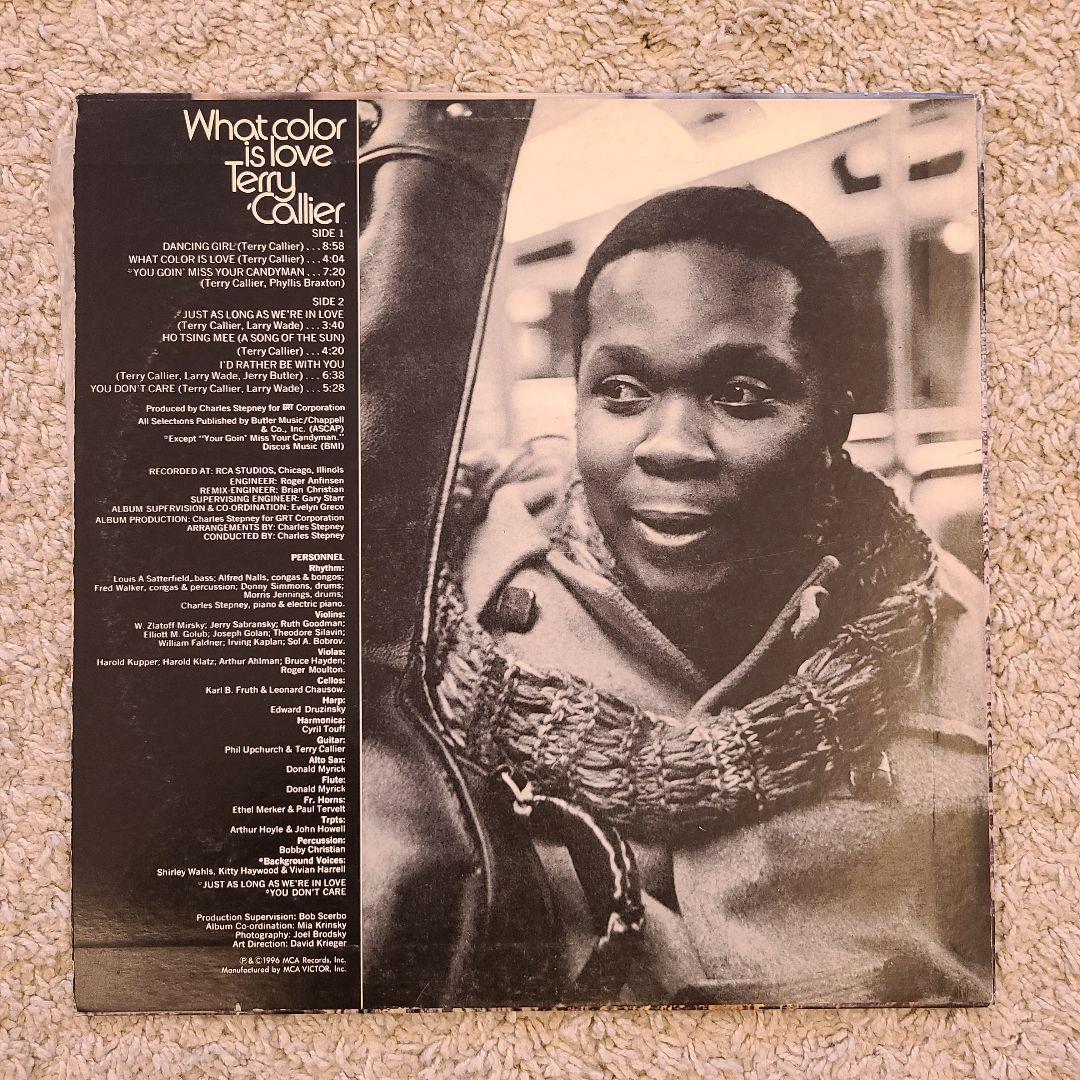 What color
is love
Terry
Callier
SIDE 1
DANCING GIRL (Terry Callier) . . . 8:58
WHAT COLOR IS LOVE (Terry Callier) . . . 4:04
*YOU GOIN' MISS YOUR CANDYMAN . . . 7:20
(Terry Callier, Phyllis Braxton)
SIDE 2
*JUST AS LONG AS WE'RE IN LOVE
(Terry Callier, Larry Wade) . . . 3:40
HO TSING MEE (A SONG OF THE SUN)
(Terry Callier) . . . 4:20
I'D RATHER BE WITH YOU
(Terry Callier, Larry Wade, Jerry Butler) . . . 6:38
YOU DON'T CARE (Terry Callier, Larry Wade) . . . 5:28
Produced by Charles Stepney for GRT Corporation
All Selections Published by Butler Music/Chappell
& Co., Inc. (ASCAP)
*Except "Your Goin' Miss Your Candyman."
Discus Music (BMI)
RECORDED AT: RCA STUDIOS, Chicago, Illinois
ENGINEER: Roger Anfinsen
REMIX-ENGINEER: Brian Christian
SUPERVISING ENGINEER: Gary Starr
ALBUM SUPERVISION & CO-ORDINATION: Evelyn Greco
ALBUM PRODUCTION: Charles Stepney for GRT Corporation
ARRANGEMENTS BY: Charles Stepney
CONDUCTED BY: Charles Stepney
PERSONNEL
Rhythm:
Louis A Satterfield, bass; Alfred Nalls, congas & bongos;
Fred Walker, congas & percussion; Donny Simmons, drums;
Morris Jennings, drums;
Charles Stepney, piano & electric piano.
Violins:
W. Zlatoff-Mirsky; Jerry Sabransky; Ruth Goodman;
Elliott M. Golub; Joseph Golan; Theodore Silavin;
William Faldner; Irving Kaplan; Sol A. Bobrov.
Violas:
Harold Kupper; Harold Klatz; Arthur Ahlman; Bruce Hayden;
Roger Moulton.
Cellos:
Karl B. Fruth & Leonard Chausow.
Harp:
Edward Druzinsky
Harmonica:
Cyril Touff
Guitar:
Phil Upchurch & Terry Callier
Alto Sax:
Donald Myrick
Flute:
Donald Myrick
Fr. Horns:
Ethel Merker & Paul Tervelt
Trpts:
Arthur Hoyle & John Howell
Percussion:
Bobby Christian
*Background Voices:
Shirley Wahls, Kitty Haywood & Vivian Harrell
*JUST AS LONG AS WE'RE IN LOVE
*YOU DON'T CARE
Production Supervision: Bob Scerbo
Album Co-ordination: Mia Krinsky
Photography: Joel Brodsky
Art Direction: David Krieger
℗ & © 1996 MCA Records, Inc.
Manufactured by MCA VICTOR, Inc.